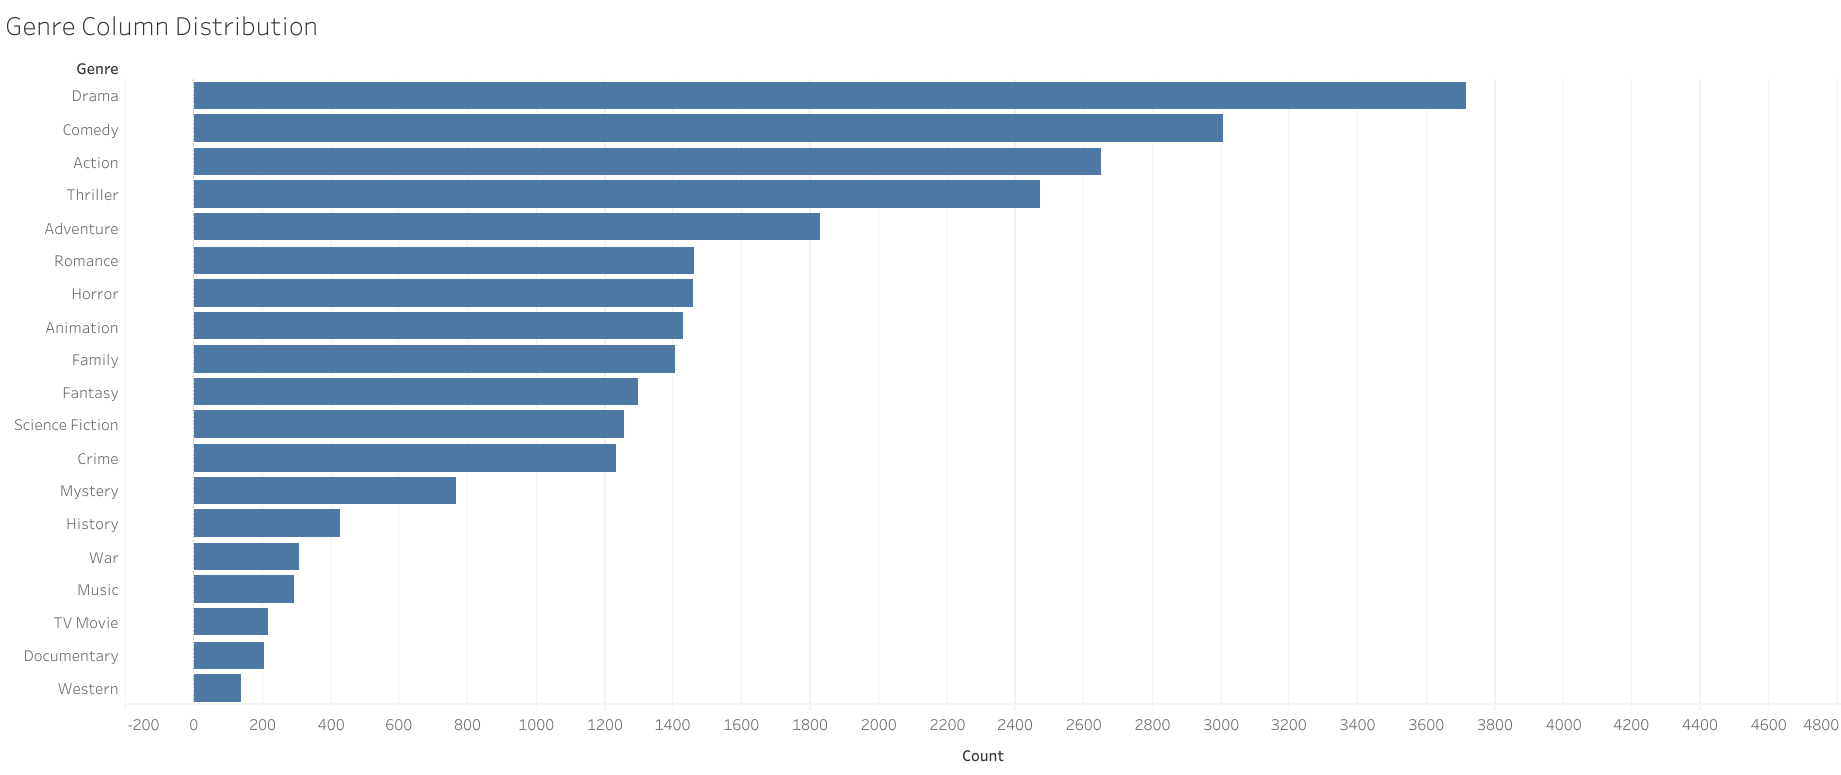 Genre Column Distribution
Genre
Drama
Comedy
Action
Thriller
Adventure
Romance
Horror
Animation
Family
Fantasy
Science Fiction
Crime
Mystery
History
War
Music
TV Movie
Documentary
Western
-200 0 200 400 600 800 1000 1200 1400 1600 1800 2000 2200 2400 2600 2800 3000 3200 3400 3600 3800 4000 4200 4400 4600 4800
Count